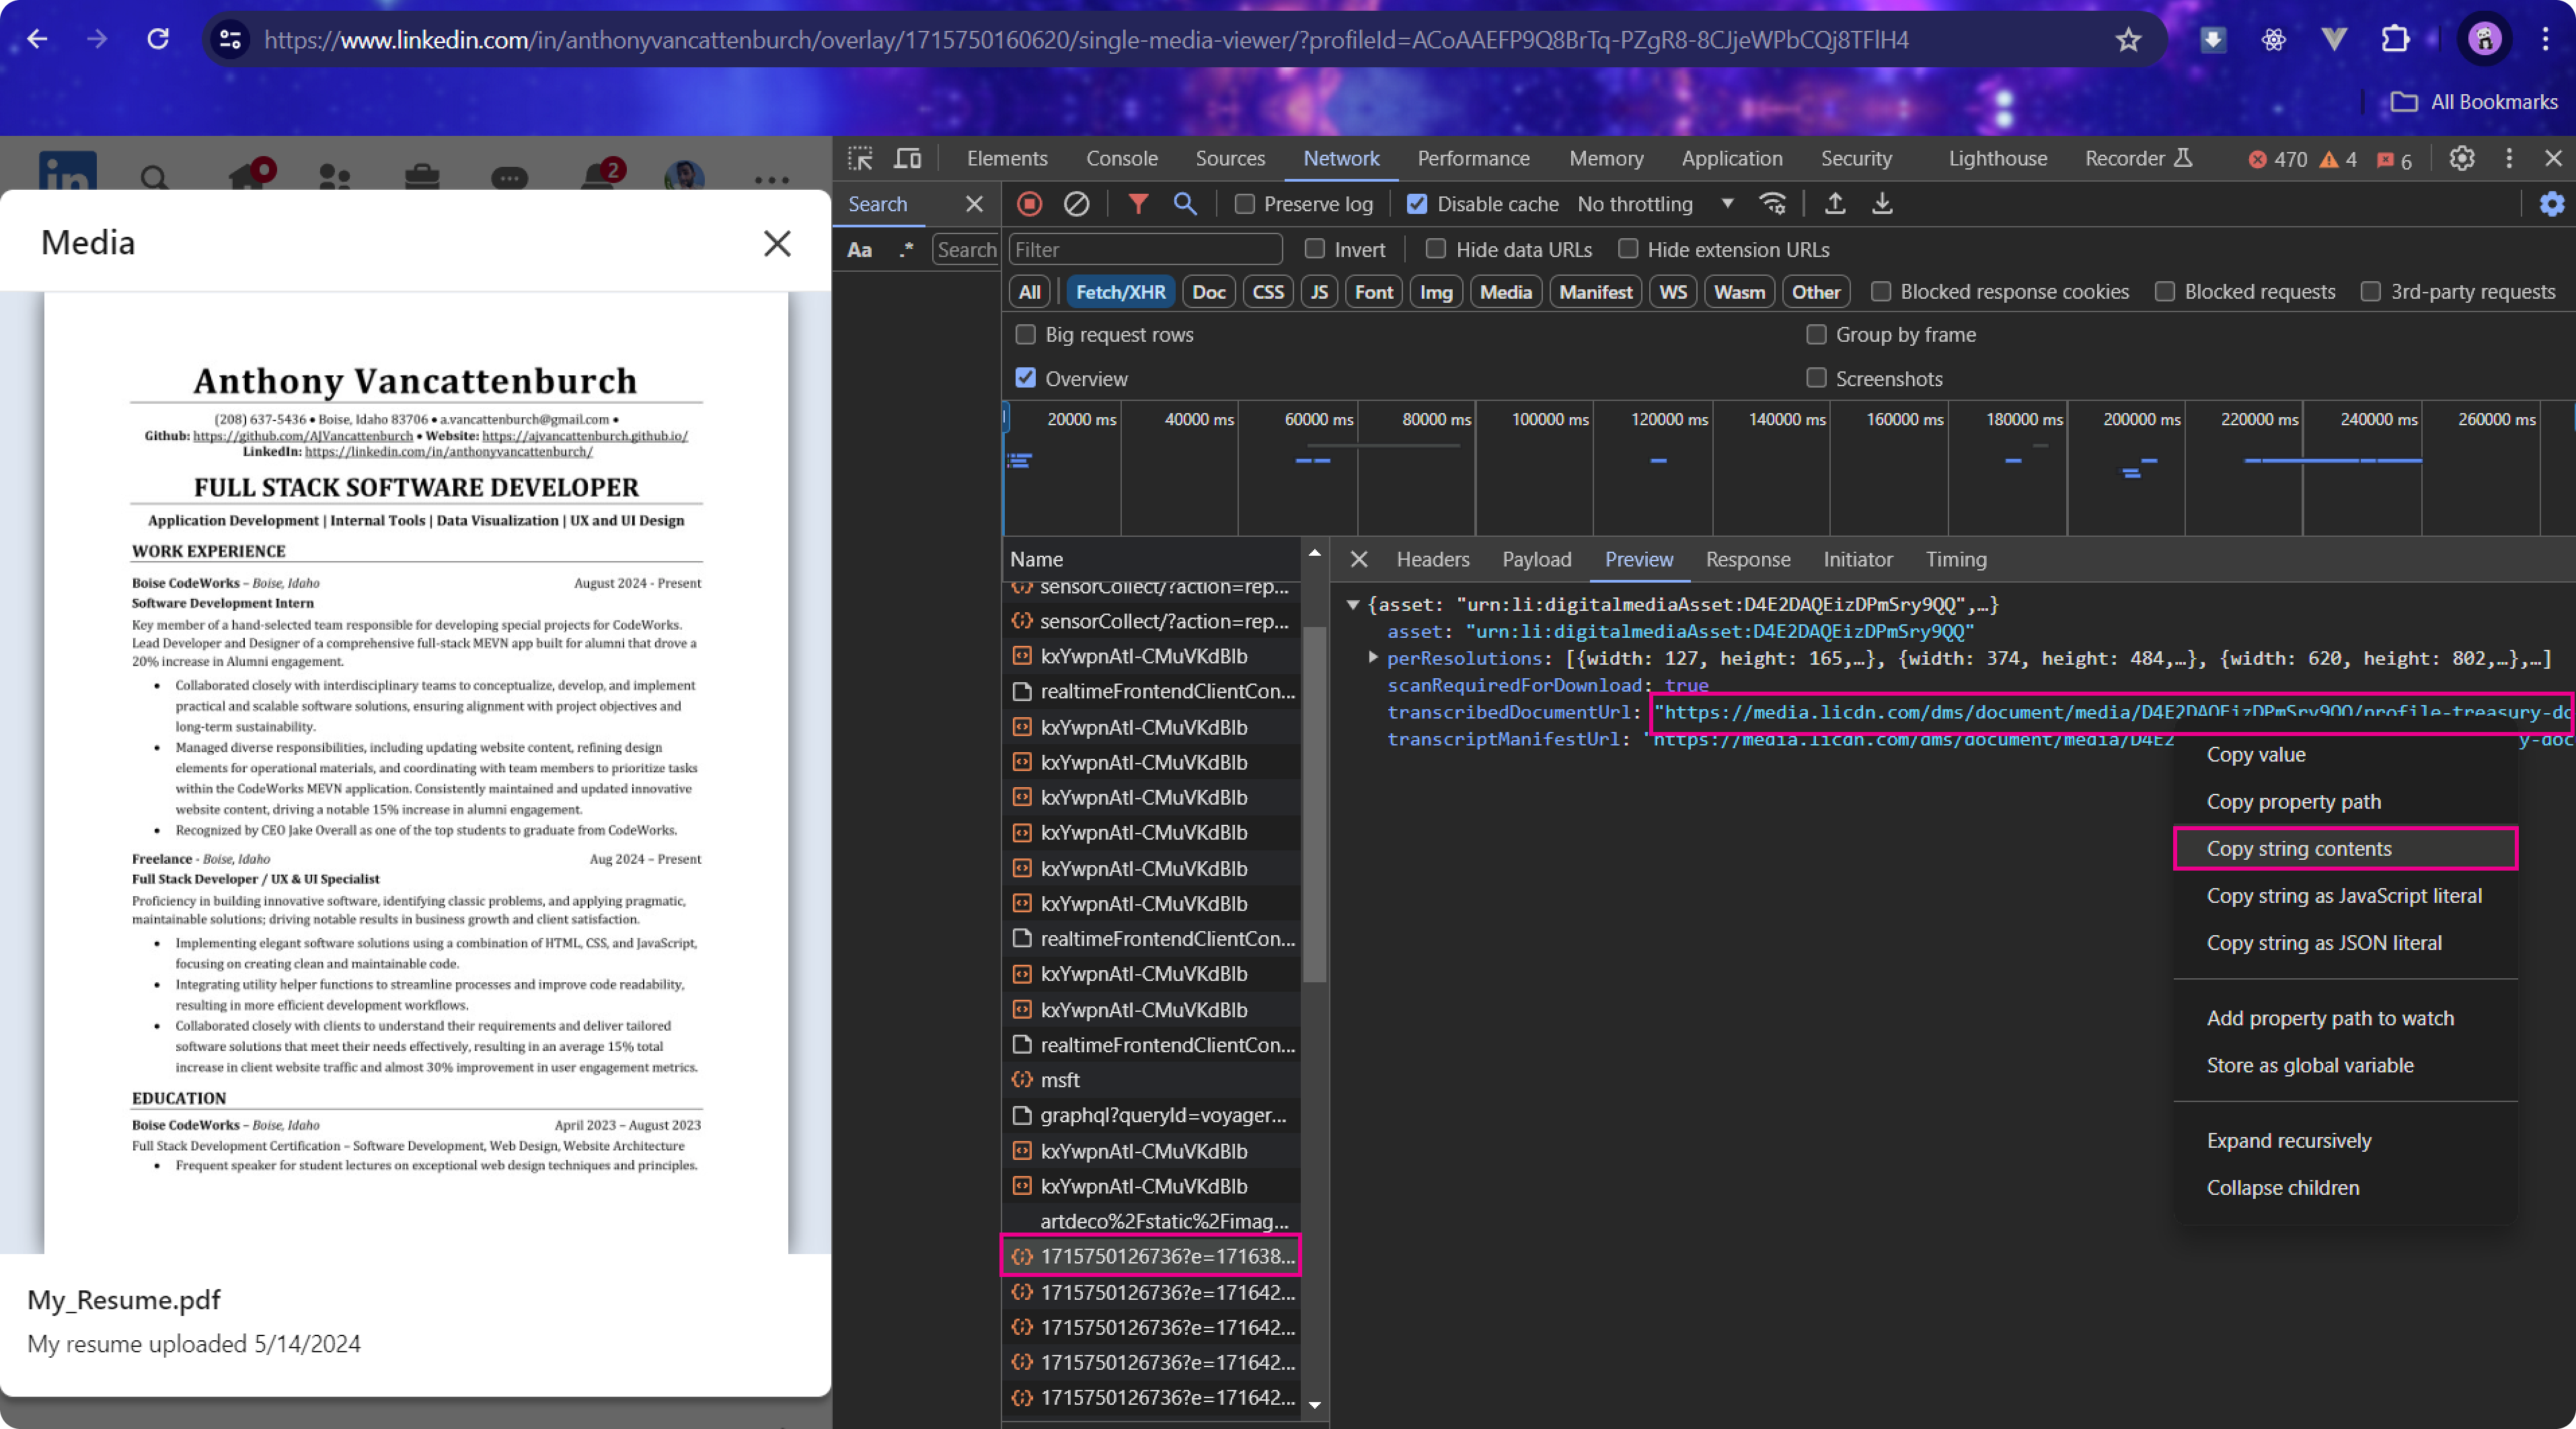 https://www.linkedin.com/in/anthonyvancattenburch/overlay/1715750160620/single-media-viewer/?profileId=ACoAAEFP9Q8BrTq-PZgR8-8CJjeWPbCQj8TFlH4
All Bookmarks
in
2
Media
Anthony Vancattenburch
(208) 637-5436 • Boise, Idaho 83706 • a.vancattenburch@gmail.com •
Github: https://github.com/AJVancattenburch • Website: https://ajvancattenburch.github.io/
LinkedIn: https://linkedin.com/in/anthonyvancattenburch/
FULL STACK SOFTWARE DEVELOPER
Application Development | Internal Tools | Data Visualization | UX and UI Design
WORK EXPERIENCE
Boise CodeWorks – Boise, Idaho August 2024 - Present
Software Development Intern
Key member of a hand-selected team responsible for developing special projects for CodeWorks.
Lead Developer and Designer of a comprehensive full-stack MEVN app built for alumni that drove a
20% increase in Alumni engagement.
• Collaborated closely with interdisciplinary teams to conceptualize, develop, and implement
practical and scalable software solutions, ensuring alignment with project objectives and
long-term sustainability.
• Managed diverse responsibilities, including updating website content, refining design
elements for operational materials, and coordinating with team members to prioritize tasks
within the CodeWorks MEVN application. Consistently maintained and updated innovative
website content, driving a notable 15% increase in alumni engagement.
• Recognized by CEO Jake Overall as one of the top students to graduate from CodeWorks.
Freelance - Boise, Idaho Aug 2024 – Present
Full Stack Developer / UX & UI Specialist
Proficiency in building innovative software, identifying classic problems, and applying pragmatic,
maintainable solutions; driving notable results in business growth and client satisfaction.
• Implementing elegant software solutions using a combination of HTML, CSS, and JavaScript,
focusing on creating clean and maintainable code.
• Integrating utility helper functions to streamline processes and improve code readability,
resulting in more efficient development workflows.
• Collaborated closely with clients to understand their requirements and deliver tailored
software solutions that meet their needs effectively, resulting in an average 15% total
increase in client website traffic and almost 30% improvement in user engagement metrics.
EDUCATION
Boise CodeWorks – Boise, Idaho April 2023 – August 2023
Full Stack Development Certification – Software Development, Web Design, Website Architecture
• Frequent speaker for student lectures on exceptional web design techniques and principles.
My_Resume.pdf
My resume uploaded 5/14/2024
Elements Console Sources Network Performance Memory Application Security Lighthouse Recorder 470 4 6
Search
Preserve log Disable cache No throttling
Aa .* Search
Filter Invert Hide data URLs Hide extension URLs
All Fetch/XHR Doc CSS JS Font Img Media Manifest WS Wasm Other Blocked response cookies Blocked requests 3rd-party requests
Big request rows Group by frame
Overview Screenshots
20000 ms 40000 ms 60000 ms 80000 ms 100000 ms 120000 ms 140000 ms 160000 ms 180000 ms 200000 ms 220000 ms 240000 ms 260000 ms
Name
sensorCollect/?action=rep...
sensorCollect/?action=rep...
kxYwpnAtI-CMuVKdBIb
realtimeFrontendClientCon...
kxYwpnAtI-CMuVKdBIb
kxYwpnAtI-CMuVKdBIb
kxYwpnAtI-CMuVKdBIb
kxYwpnAtI-CMuVKdBIb
kxYwpnAtI-CMuVKdBIb
kxYwpnAtI-CMuVKdBIb
realtimeFrontendClientCon...
kxYwpnAtI-CMuVKdBIb
kxYwpnAtI-CMuVKdBIb
realtimeFrontendClientCon...
msft
graphql?queryId=voyager...
kxYwpnAtI-CMuVKdBIb
kxYwpnAtI-CMuVKdBIb
artdeco%2Fstatic%2Fimag...
1715750126736?e=171638...
1715750126736?e=171642...
1715750126736?e=171642...
1715750126736?e=171642...
1715750126736?e=171642...
Headers Payload Preview Response Initiator Timing
{asset: "urn:li:digitalmediaAsset:D4E2DAQEizDPmSry9QQ",…}
asset: "urn:li:digitalmediaAsset:D4E2DAQEizDPmSry9QQ"
perResolutions: [{width: 127, height: 165,…}, {width: 374, height: 484,…}, {width: 620, height: 802,…},…]
scanRequiredForDownload: true
transcribedDocumentUrl: "https://media.licdn.com/dms/document/media/D4E2DAQEizDPmSry9QQ/profile-treasury-do
transcriptManifestUrl: "https://media.licdn.com/dms/document/media/D4E2 y-doc
Copy value
Copy property path
Copy string contents
Copy string as JavaScript literal
Copy string as JSON literal
Add property path to watch
Store as global variable
Expand recursively
Collapse children